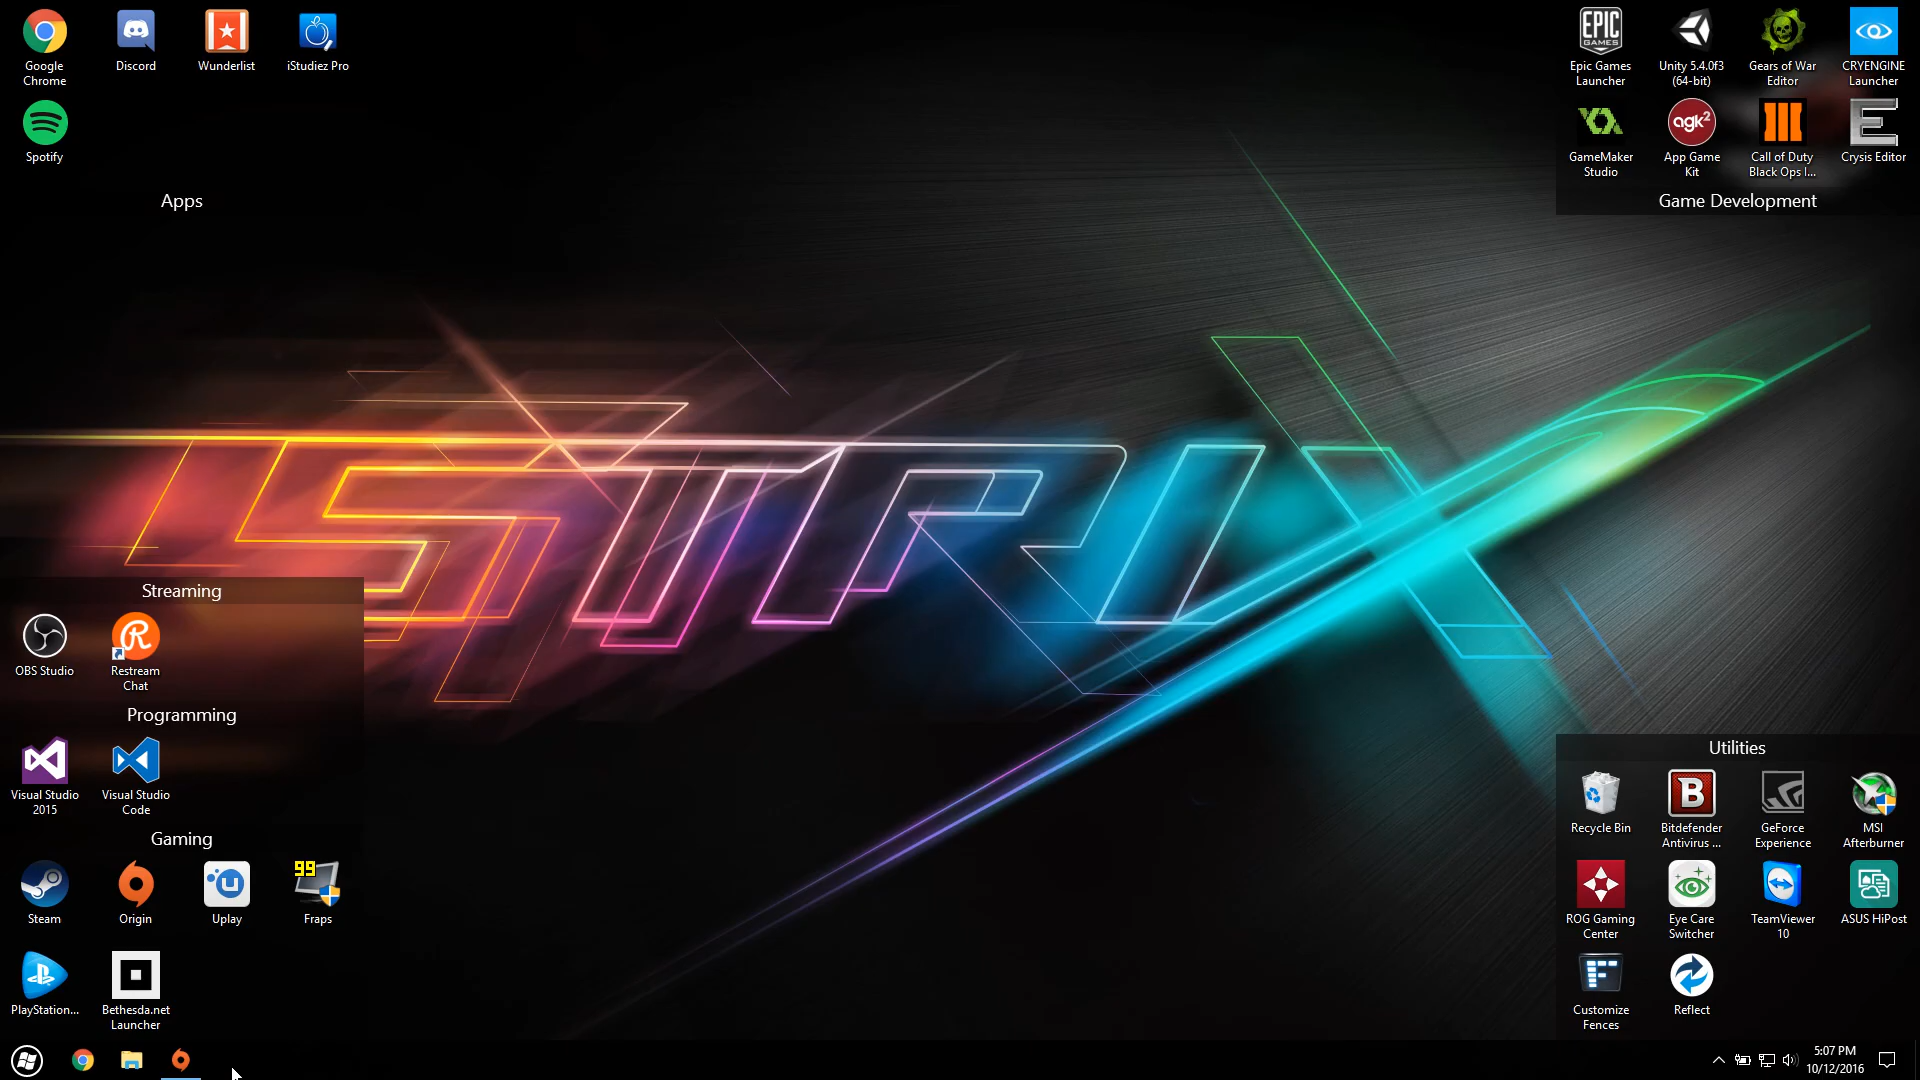 Google
Chrome
Discord
Wunderlist
iStudiez Pro
Spotify
Apps
EPIC
GAMES
Epic Games
Launcher
Unity 5.4.0f3
(64-bit)
Gears of War
Editor
CRYENGINE
Launcher
GameMaker
Studio
agk2
App Game
Kit
III
Call of Duty
Black Ops I...
E
Crysis Editor
Game Development
STRIX
Streaming
OBS Studio
R
Restream
Chat
Programming
Visual Studio
2015
Visual Studio
Code
Gaming
Steam
Origin
u
Uplay
99
Fraps
PlayStation...
Bethesda.net
Launcher
Utilities
Recycle Bin
B
Bitdefender
Antivirus ...
GeForce
Experience
MSI
Afterburner
ROG Gaming
Center
Eye Care
Switcher
TeamViewer
10
ASUS HiPost
F
Customize
Fences
Reflect
5:07 PM
10/12/2016